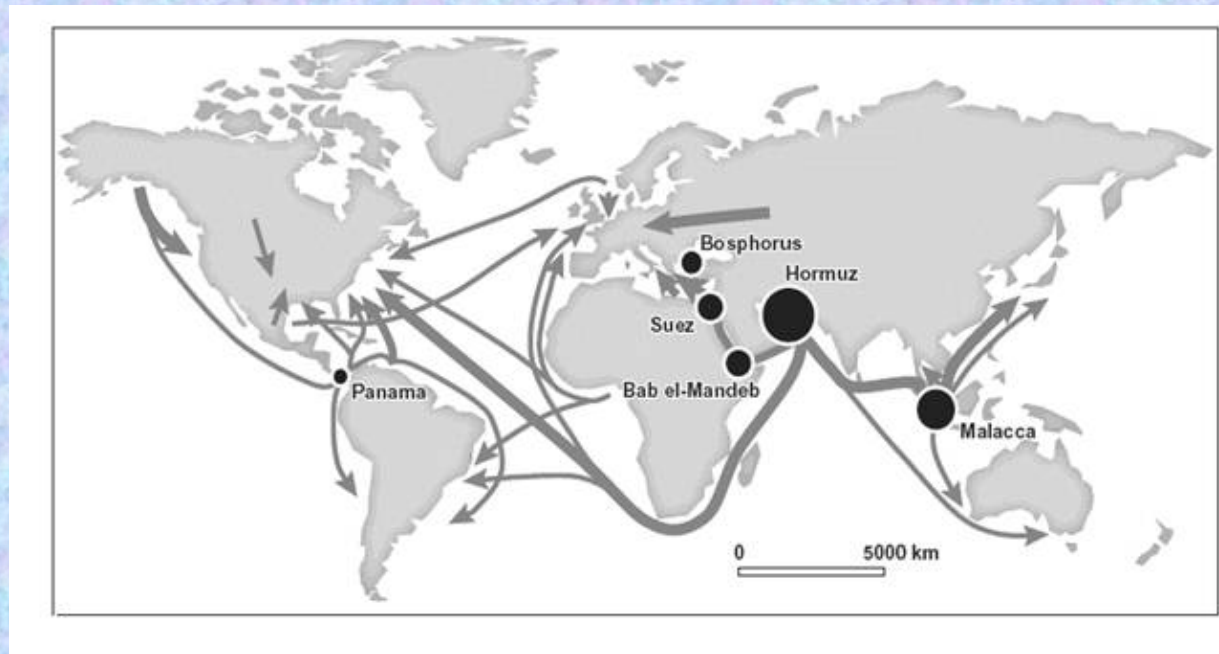 Bosphorus
Hormuz
Suez
Bab el-Mandeb
Panama
Malacca
0 5000 km